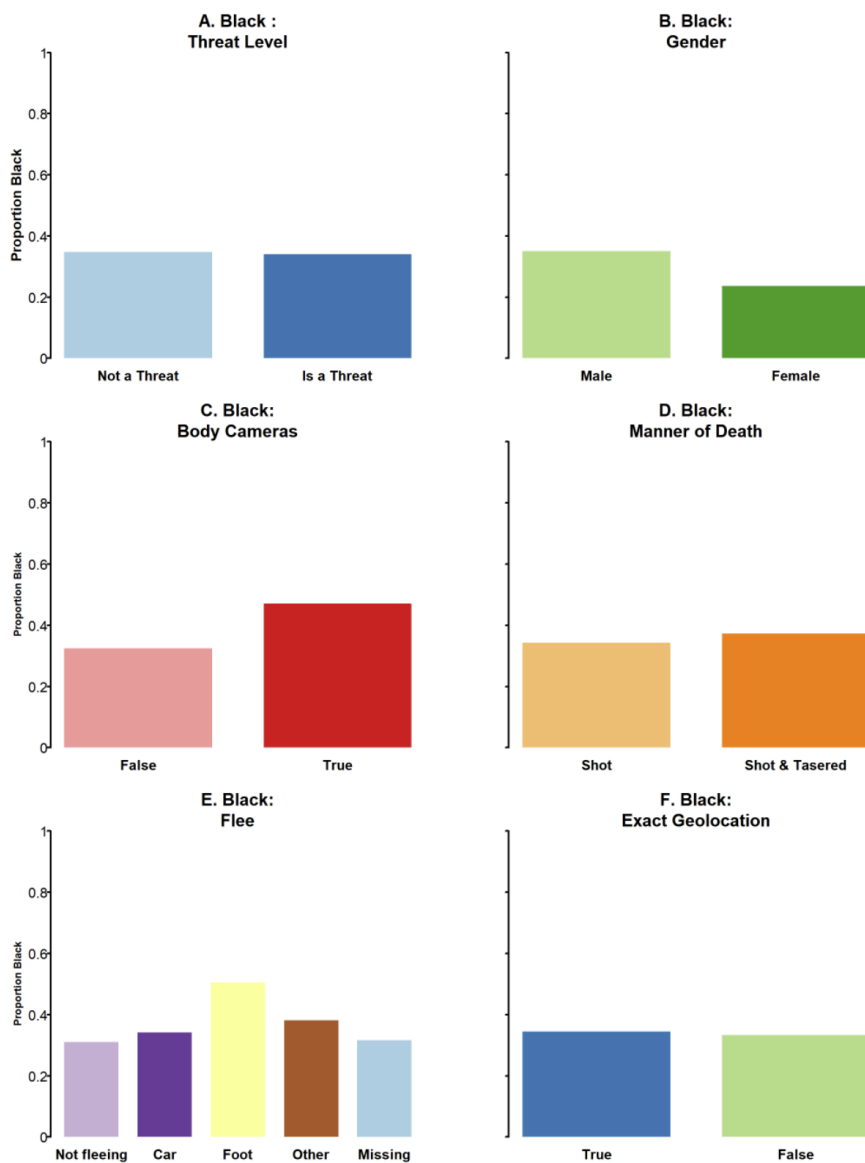 A. Black :
Threat Level
B. Black:
Gender
Proportion Black
1
0.8
0.6
0.4
0.2
0
Not a Threat
Is a Threat
Male
Female
C. Black:
Body Cameras
D. Black:
Manner of Death
Proportion Black
1
0.8
0.6
0.4
0.2
0
False
True
Shot
Shot & Tasered
E. Black:
Flee
F. Black:
Exact Geolocation
Proportion Black
1
0.8
0.6
0.4
0.2
0
Not fleeing
Car
Foot
Other
Missing
True
False